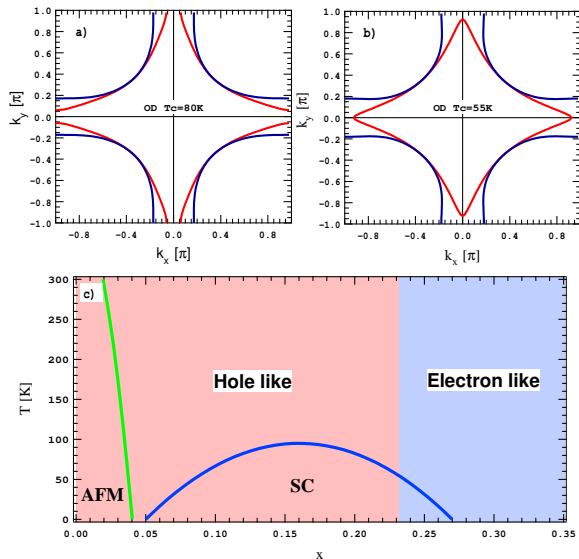 a)
1.0
0.8
0.6
0.4
0.2
0.0
-0.2
-0.4
-0.6
-0.8
-1.0
k_y [π]
OD Tc=80K
-0.8 -0.4 0.0 0.4 0.8
k_x [π]
b)
1.0
0.8
0.6
0.4
0.2
0.0
-0.2
-0.4
-0.6
-0.8
-1.0
k_y [π]
OD Tc=55K
-0.8 -0.4 0.0 0.4 0.8
k_x [π]
c)
300
250
200
150
100
50
0
T [K]
Hole like
Electron like
AFM
SC
0.00 0.05 0.10 0.15 0.20 0.25 0.30 0.35
x